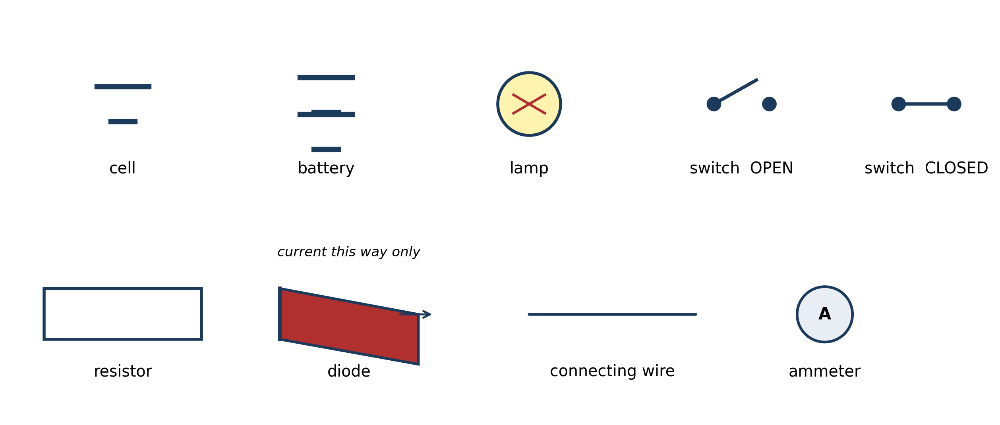 cell
battery
lamp
switch  OPEN
switch  CLOSED
current this way only
resistor
diode
connecting wire
A
ammeter